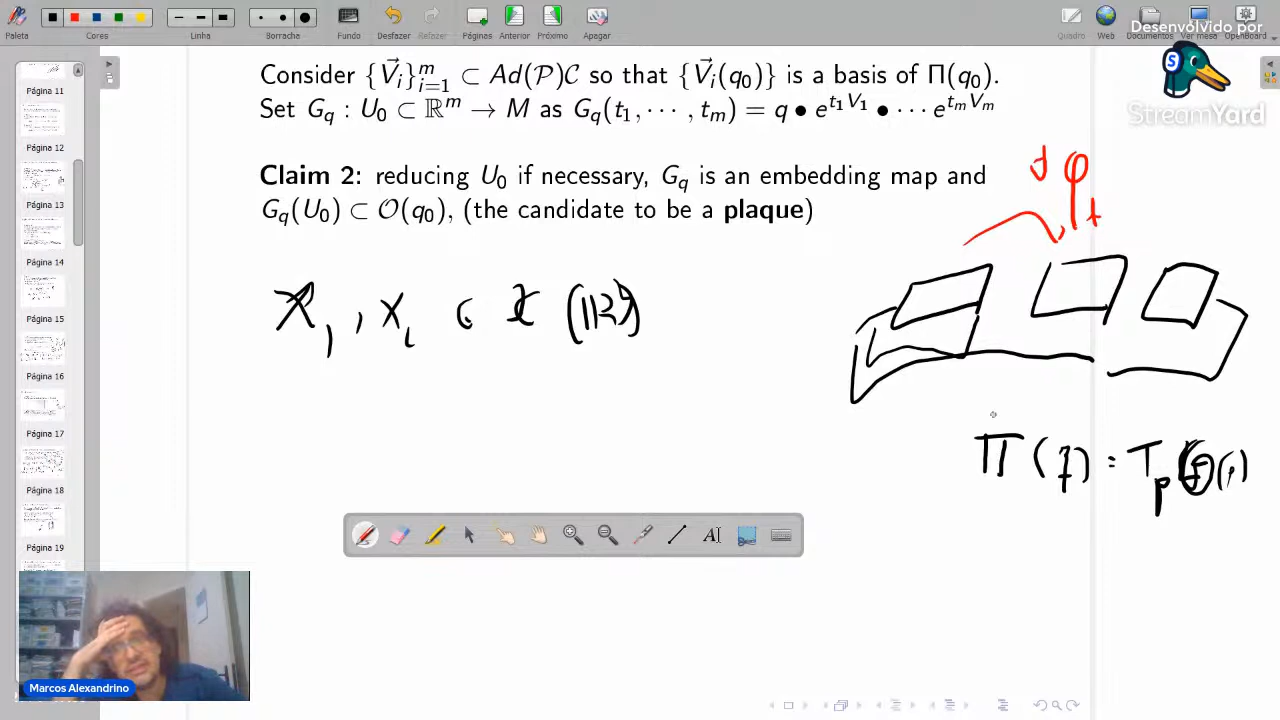 Desenvolvido por
StreamYard
Paleta Cores Linha Borracha Fundo Desfazer Refazer Páginas Anterior Próximo Apagar Quadro Web Documentos Ver mesa OpenBoard
Página 11
Página 12
Página 13
Página 14
Página 15
Página 16
Página 17
Página 18
Página 19
Consider {V⃗ᵢ}ᵢ₌₁ᵐ ⊂ Ad(𝒫)𝒞 so that {V⃗ᵢ(q₀)} is a basis of Π(q₀).
Set G_q : U₀ ⊂ ℝᵐ → M as G_q(t₁, ⋯ , t_m) = q • e^{t₁V₁} • ⋯ e^{t_mV_m}
Claim 2: reducing U₀ if necessary, G_q is an embedding map and
G_q(U₀) ⊂ 𝒪(q₀), (the candidate to be a plaque)
d φ_t
Marcos Alexandrino